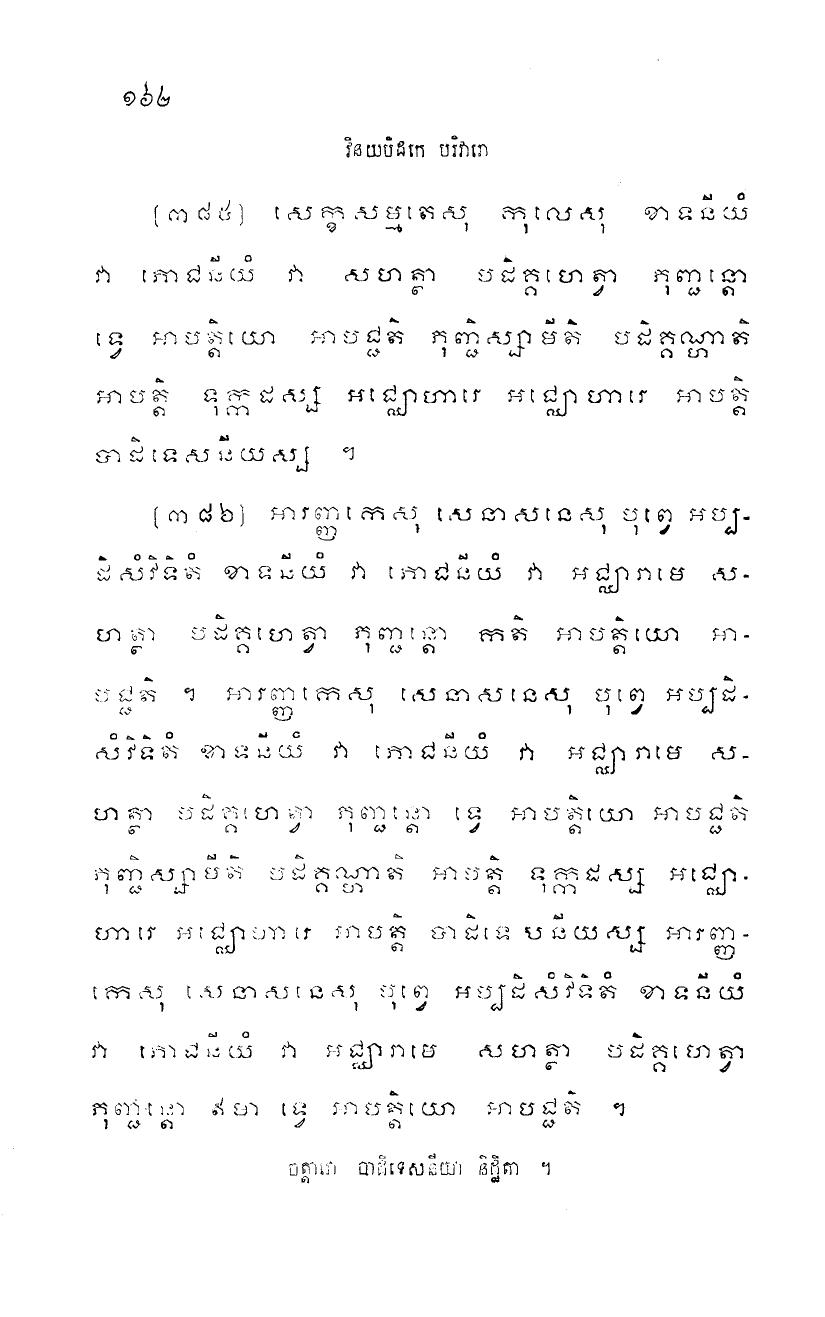 ១៦២
វិនយបិដកេ បរិវារោ
(៣៨៥) សេក្ខសម្មតេសុ កុលេសុ ខាទនីយំ
វា ភោជនីយំ វា សហត្ថា បដិគ្គហេត្វា ភុញ្ជន្តោ
ទ្វេ អាបត្តិយោ អាបជ្ជតិ ភុញ្ជិស្សាមីតិ បដិគ្គណ្ហាតិ
អាបត្តិ ទុក្កដស្ស អជ្ឈោហារេ អជ្ឈោហារេ អាបត្តិ
បាដិទេសនីយស្ស ។
(៣៨៦) អារញ្ញកេសុ សេនាសនេសុ បុព្វេ អប្ប-
ដិសំវិទិតំ ខាទនីយំ វា ភោជនីយំ វា អជ្ឈារាមេ ស-
ហត្ថា បដិគ្គហេត្វា ភុញ្ជន្តោ កតិ អាបត្តិយោ អា-
បជ្ជតិ ។ អារញ្ញកេសុ សេនាសនេសុ បុព្វេ អប្បដិ-
សំវិទិតំ ខាទនីយំ វា ភោជនីយំ វា អជ្ឈារាមេ ស-
ហត្ថា បដិគ្គហេត្វា ភុញ្ជន្តោ ទ្វេ អាបត្តិយោ អាបជ្ជតិ
ភុញ្ជិស្សាមីតិ បដិគ្គណ្ហាតិ អាបត្តិ ទុក្កដស្ស អជ្ឈោ-
ហារេ អជ្ឈោហារេ អាបត្តិ បាដិទេសនីយស្ស អារញ្ញ-
កេសុ សេនាសនេសុ បុព្វេ អប្បដិសំវិទិតំ ខាទនីយំ
វា ភោជនីយំ វា អជ្ឈារាមេ សហត្ថា បដិគ្គហេត្វា
ភុញ្ជន្តោ ឥមា ទ្វេ អាបត្តិយោ អាបជ្ជតិ ។
ចត្តារោ បាដិទេសនីយា និដ្ឋិតា ។